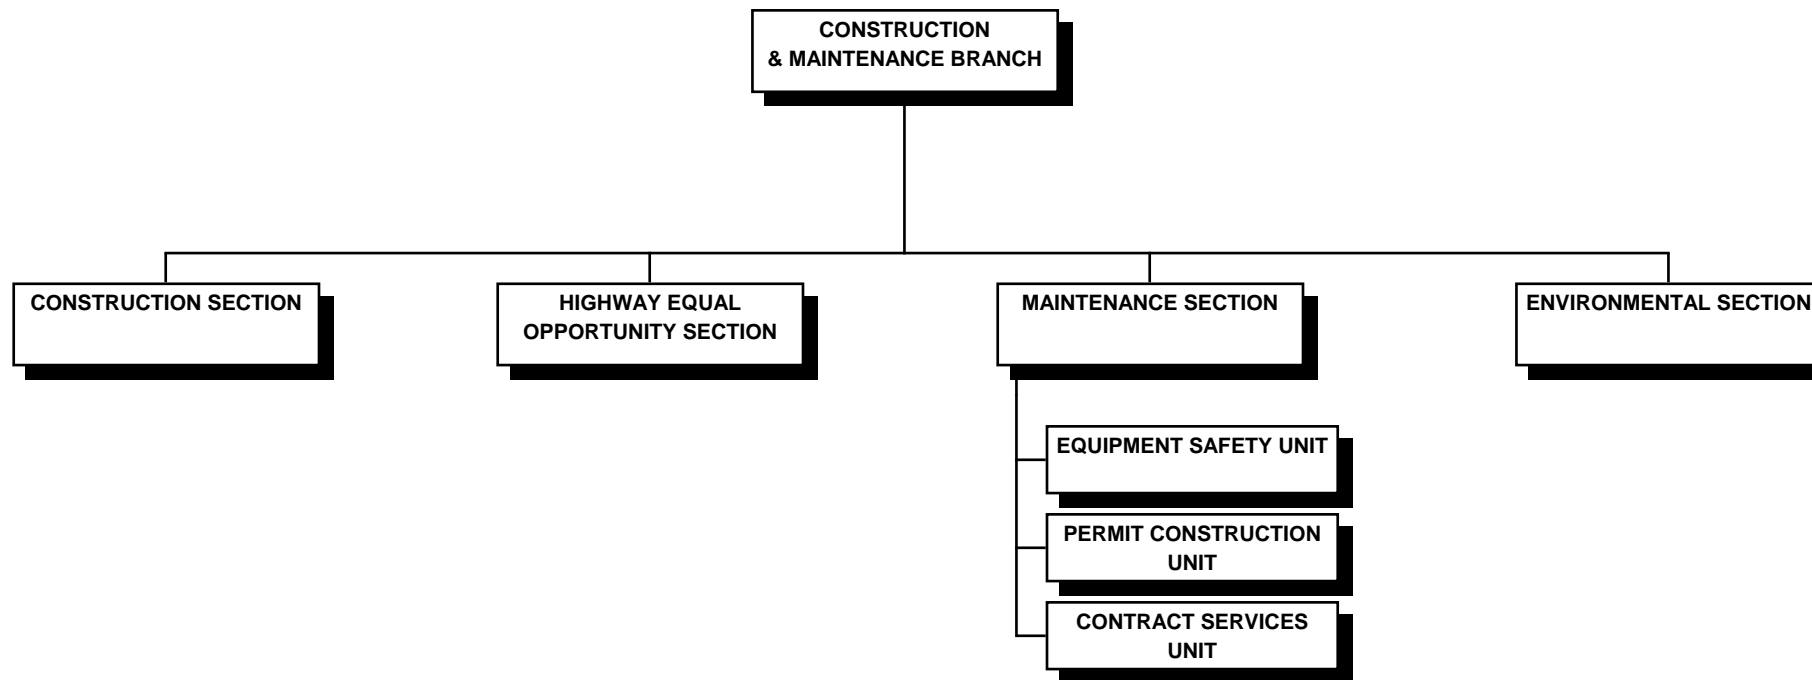 CONSTRUCTION
& MAINTENANCE BRANCH
CONSTRUCTION SECTION
HIGHWAY EQUAL
OPPORTUNITY SECTION
MAINTENANCE SECTION
ENVIRONMENTAL SECTION
EQUIPMENT SAFETY UNIT
PERMIT CONSTRUCTION
UNIT
CONTRACT SERVICES
UNIT